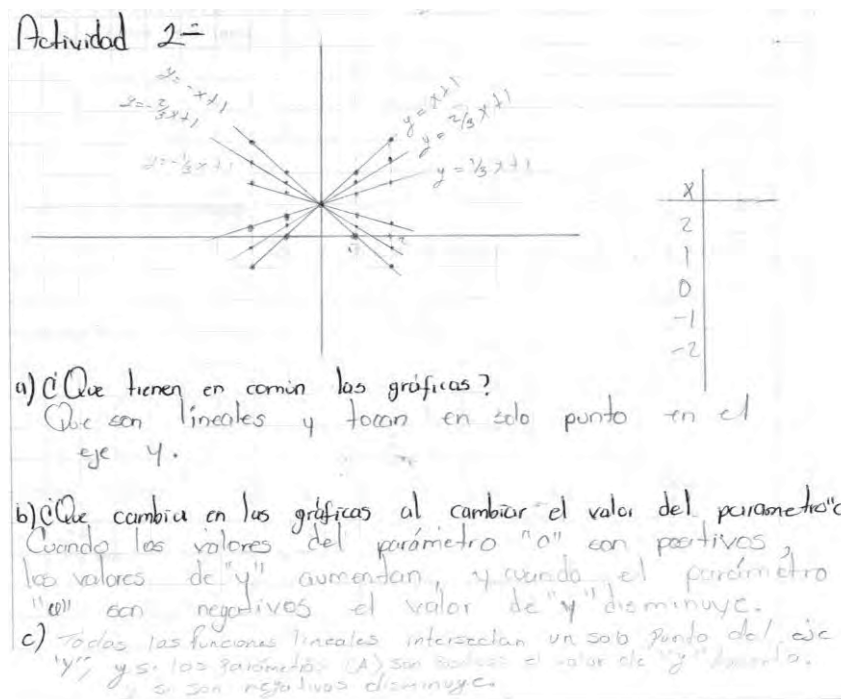 Actividad 2=
y=-x+1
y=-2/3x+1
y=-1/3x+1
y=x+1
y=2/3x+1
y=1/3x+1
x
2
1
0
-1
-2
a) ¿Que tienen en común las gráficas?
Que son lineales y tocan en solo punto en el
eje y.
b) ¿Que cambia en las gráficas al cambiar el valor del parametro "a
Cuando los valores del parámetro "a" son positivos,
los valores de "y" aumentan, y cuando el parámetro
"a" son negativos el valor de "y" disminuye.
c) Todas las funciones lineales intersectan un solo punto del eje
"y", y si los parámetros (A) son el valor de "y" aumenta.
y si son negativos disminuye.